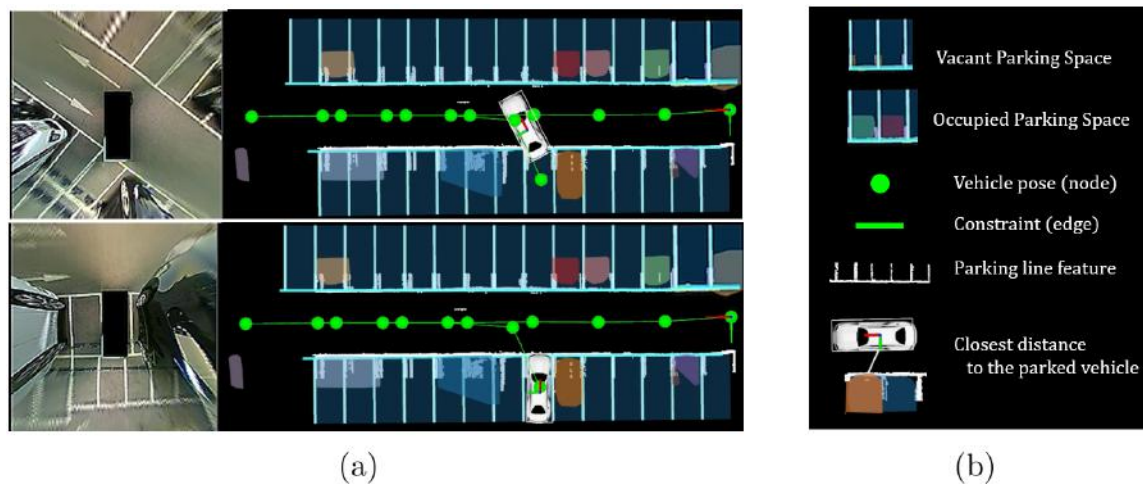 Vacant Parking Space
Occupied Parking Space
Vehicle pose (node)
Constraint (edge)
Parking line feature
Closest distance
to the parked vehicle
(a)
(b)